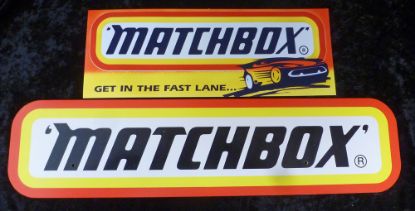 'MATCHBOX'®
GET IN THE FAST LANE...
'MATCHBOX'®